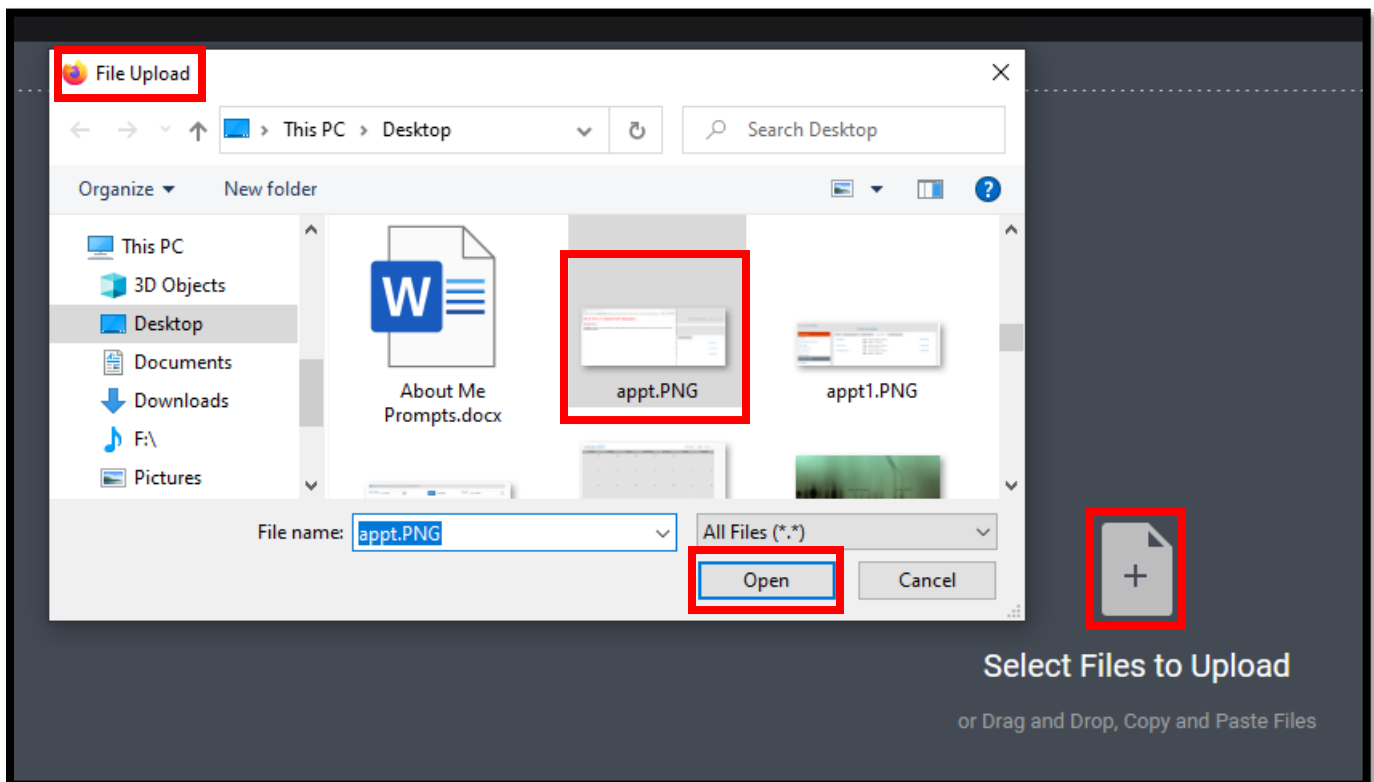 File Upload
This PC > Desktop
Search Desktop
Organize
New folder
?
This PC
3D Objects
Desktop
Documents
Downloads
F:\
Pictures
W
About Me
Prompts.docx
appt.PNG
appt1.PNG
File name:
appt.PNG
All Files (*.*)
Open
Cancel
Select Files to Upload
or Drag and Drop, Copy and Paste Files